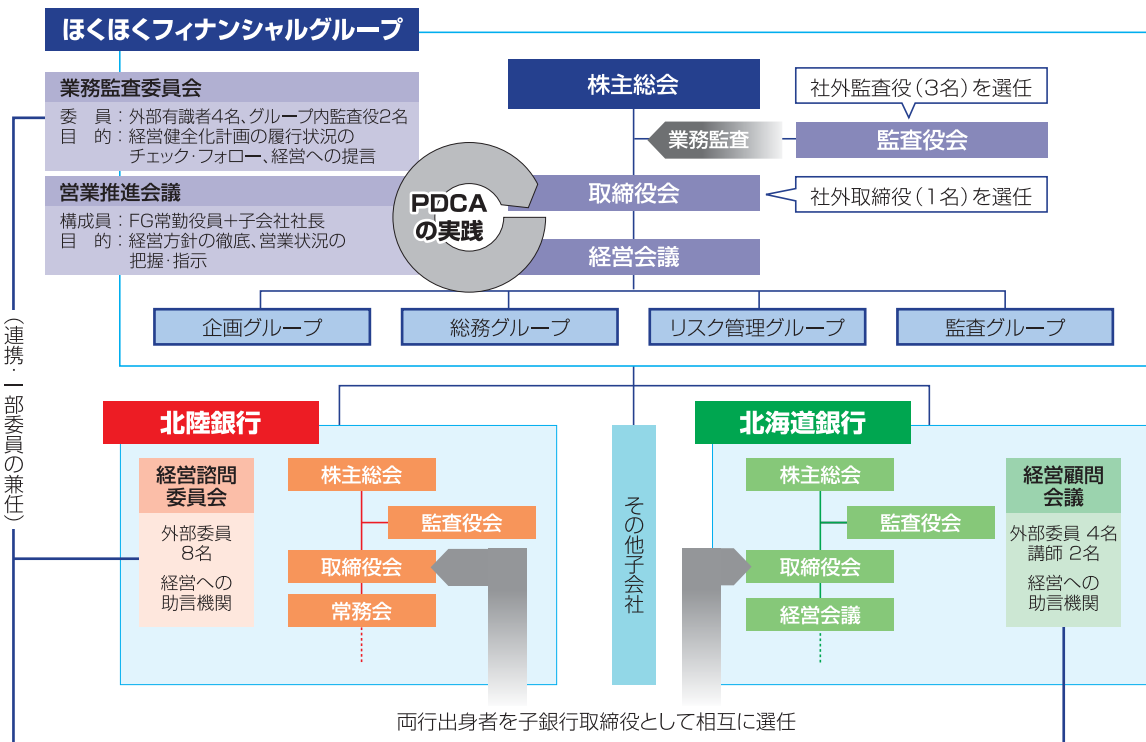 ほくほくフィナンシャルグループ
業務監査委員会
委　員：外部有識者4名、グループ内監査役2名
目　的：経営健全化計画の履行状況の
チェック・フォロー、経営への提言
営業推進会議
構成員：FG常勤役員＋子会社社長
目　的：経営方針の徹底、営業状況の
把握・指示
PDCA
の実践
株主総会
社外監査役（3名）を選任
業務監査
監査役会
取締役会
社外取締役（1名）を選任
経営会議
企画グループ
総務グループ
リスク管理グループ
監査グループ
（連携・一部委員の兼任）
北陸銀行
経営諮問
委員会
外部委員
8名
経営への
助言機関
株主総会
監査役会
取締役会
常務会
その他子会社
北海道銀行
株主総会
監査役会
取締役会
経営会議
経営顧問
会議
外部委員 4名
講師 2名
経営への
助言機関
両行出身者を子銀行取締役として相互に選任